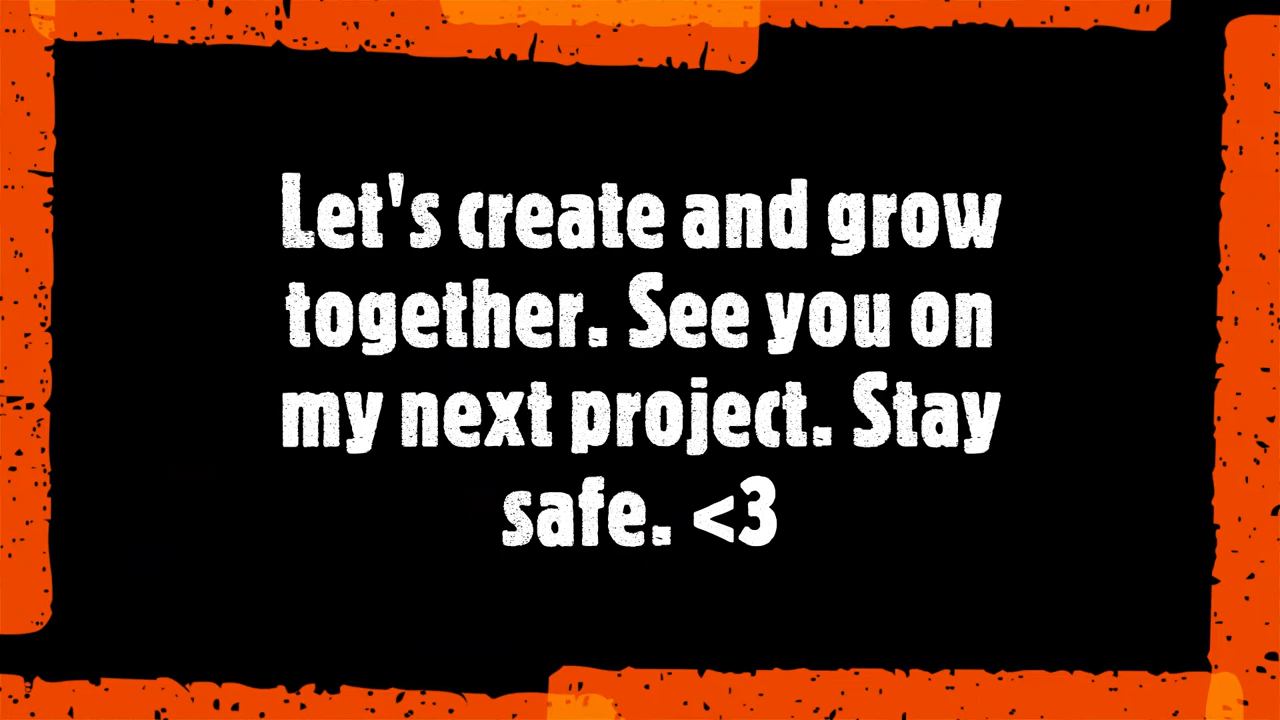 Let's create and grow
together. See you on
my next project. Stay
safe. <3